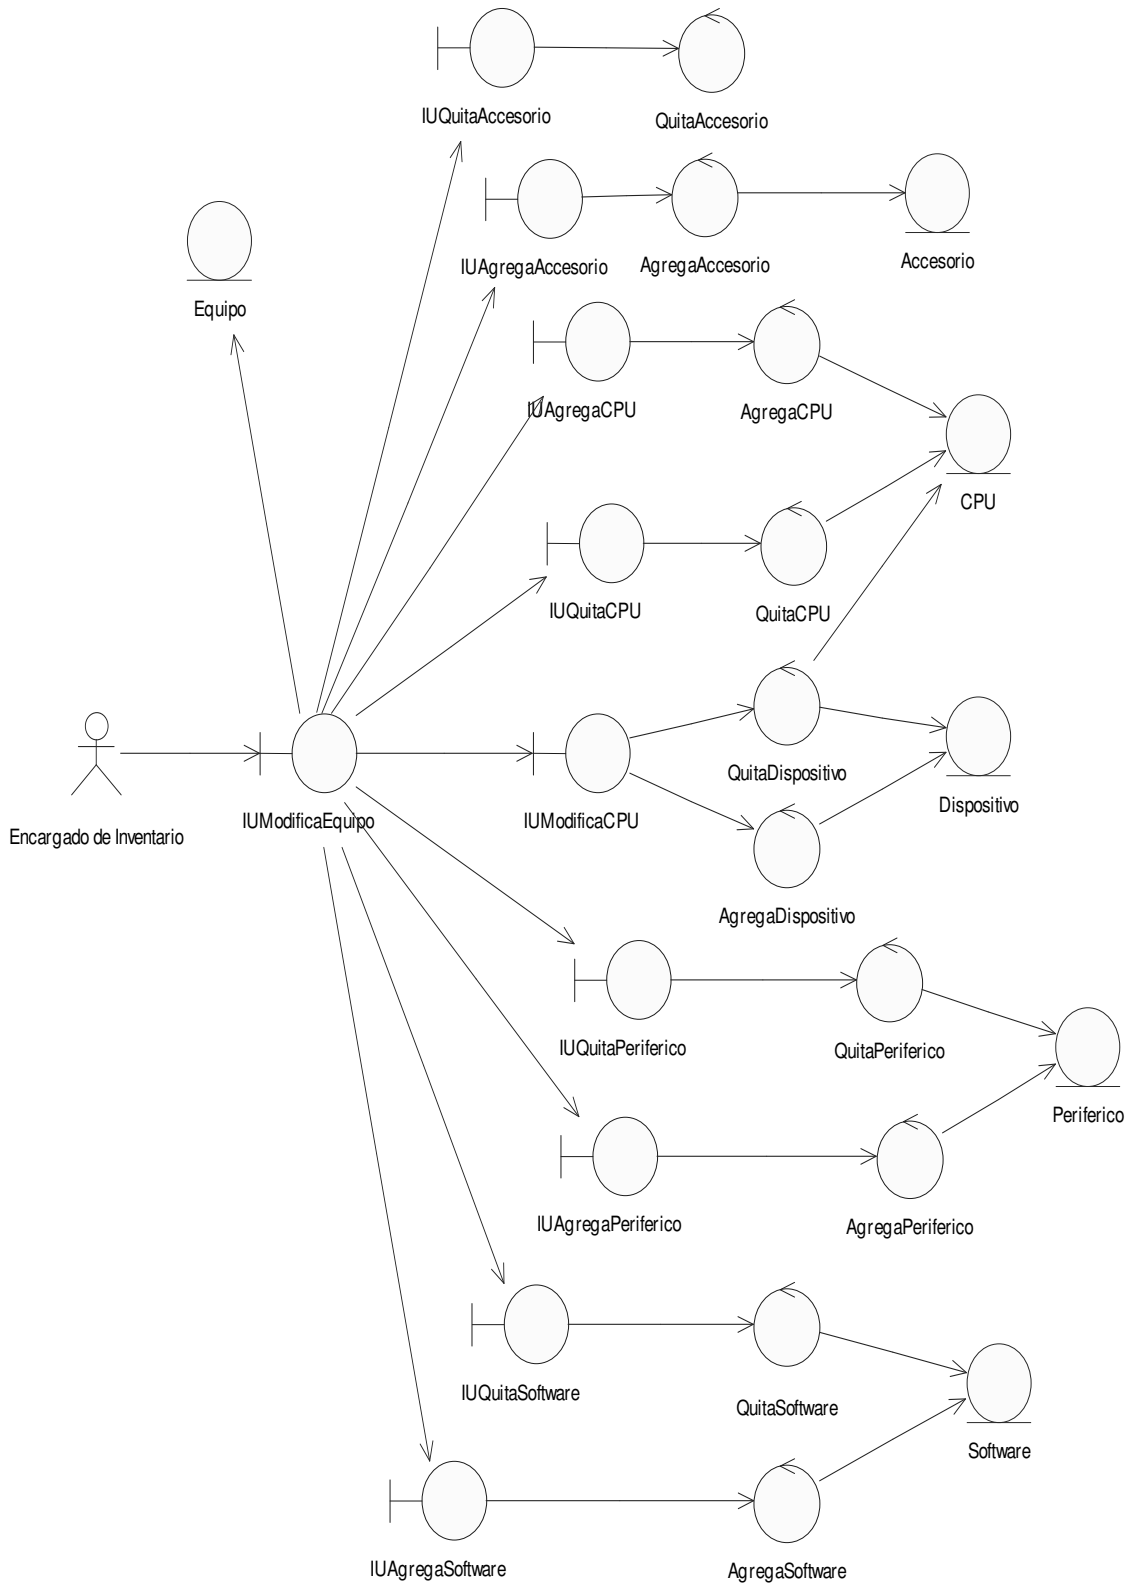 IUQuitaAccesorio
QuitaAccesorio
IUAgregaAccesorio
AgregaAccesorio
Accesorio
Equipo
IUAgregaCPU
AgregaCPU
CPU
IUQuitaCPU
QuitaCPU
QuitaDispositivo
Dispositivo
Encargado de Inventario
IUModificaEquipo
IUModificaCPU
AgregaDispositivo
IUQuitaPeriferico
QuitaPeriferico
Periferico
IUAgregaPeriferico
AgregaPeriferico
IUQuitaSoftware
QuitaSoftware
Software
IUAgregaSoftware
AgregaSoftware